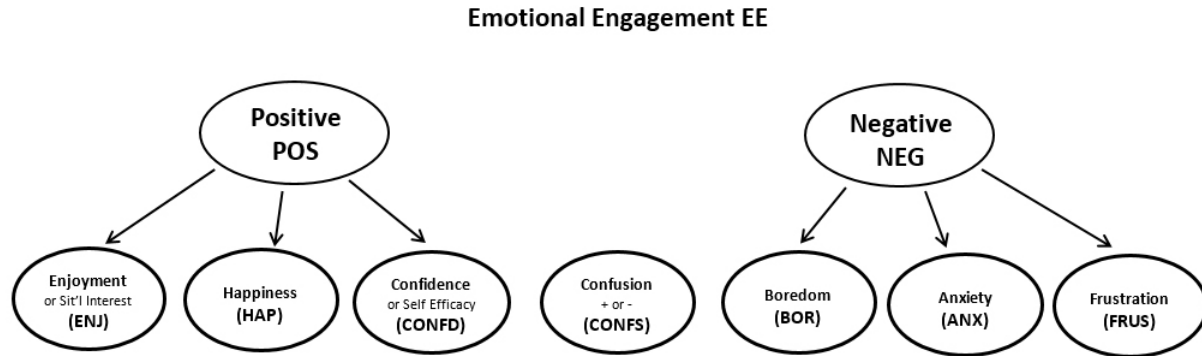 Emotional Engagement EE
Positive
POS
Negative
NEG
Enjoyment
or Sit'l Interest
(ENJ)
Happiness
(HAP)
Confidence
or Self Efficacy
(CONFD)
Confusion
+ or -
(CONFS)
Boredom
(BOR)
Anxiety
(ANX)
Frustration
(FRUS)